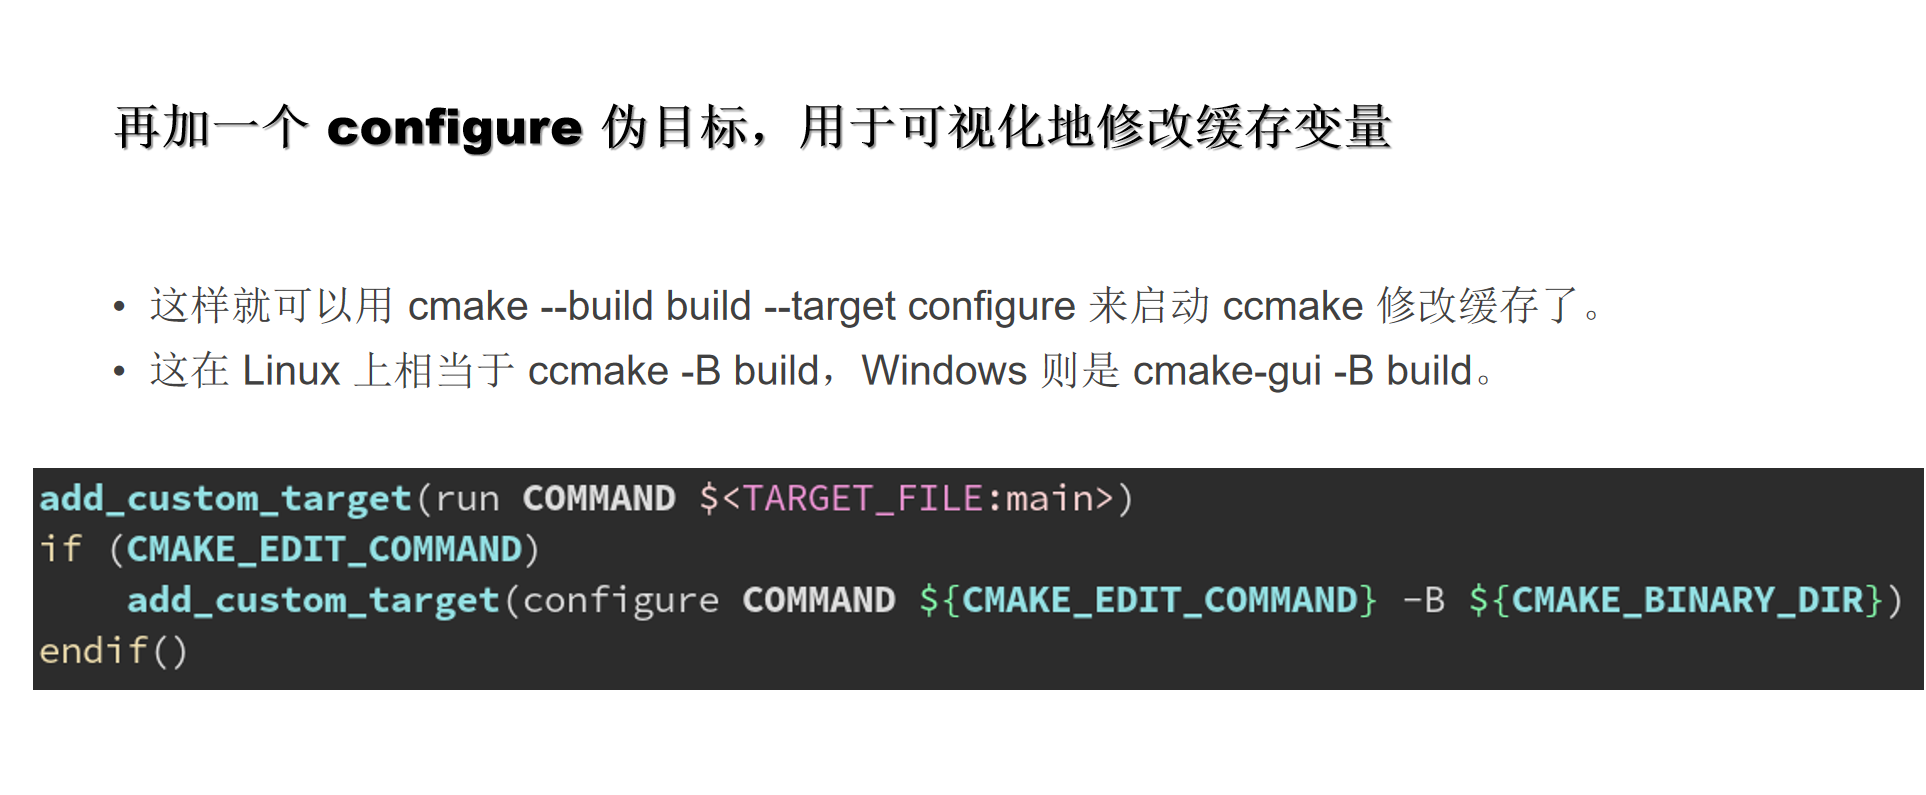 再加一个 configure 伪目标，用于可视化地修改缓存变量
• 这样就可以用 cmake --build build --target configure 来启动 ccmake 修改缓存了。
• 这在 Linux 上相当于 ccmake -B build，Windows 则是 cmake-gui -B build。
add_custom_target(run COMMAND $<TARGET_FILE:main>)
if (CMAKE_EDIT_COMMAND)
    add_custom_target(configure COMMAND ${CMAKE_EDIT_COMMAND} -B ${CMAKE_BINARY_DIR})
endif()